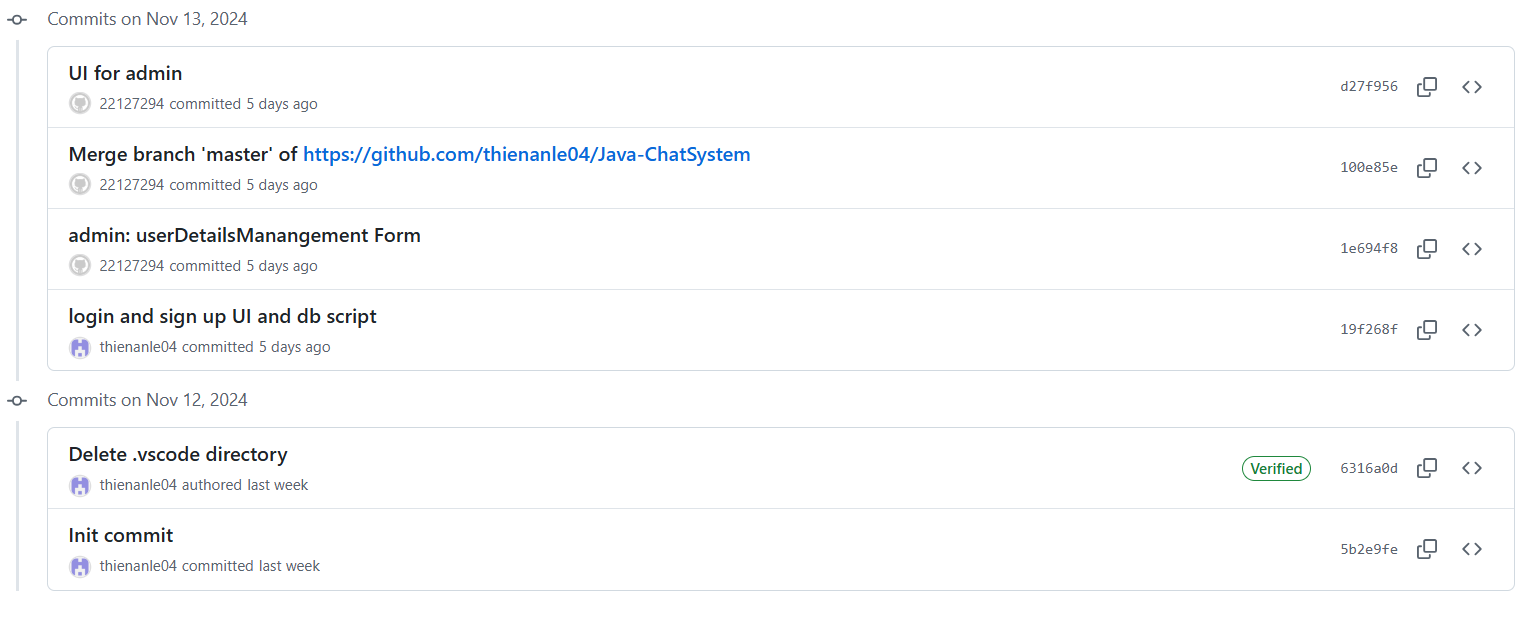 Commits on Nov 13, 2024
UI for admin
22127294 committed 5 days ago
d27f956
Merge branch 'master' of https://github.com/thienanle04/Java-ChatSystem
22127294 committed 5 days ago
100e85e
admin: userDetailsManangement Form
22127294 committed 5 days ago
1e694f8
login and sign up UI and db script
thienanle04 committed 5 days ago
19f268f
Commits on Nov 12, 2024
Delete .vscode directory
thienanle04 authored last week
Verified 6316a0d
Init commit
thienanle04 committed last week
5b2e9fe